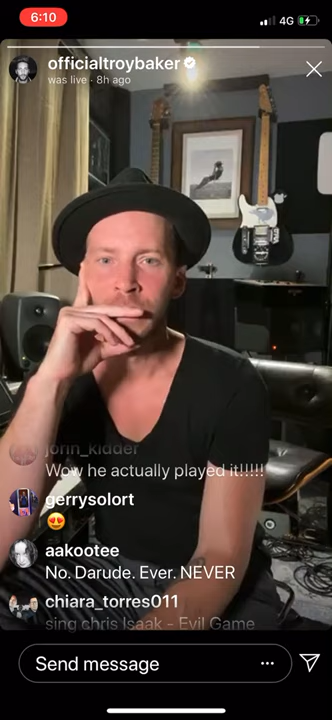 6:10
4G
officialtroybaker
was live · 8h ago
jorin_kidder
Wow he actually played it!!!!!
gerrysolort
😍
aakootee
No. Darude. Ever. NEVER
chiara_torres011
sing chris Isaak - Evil Game
Send message